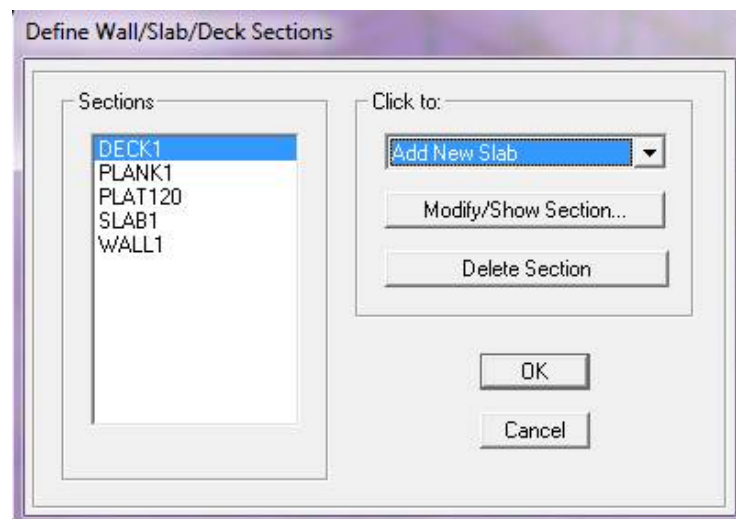 Define Wall/Slab/Deck Sections
Sections
DECK1
PLANK1
PLAT120
SLAB1
WALL1
Click to:
Add New Slab
Modify/Show Section...
Delete Section
OK
Cancel